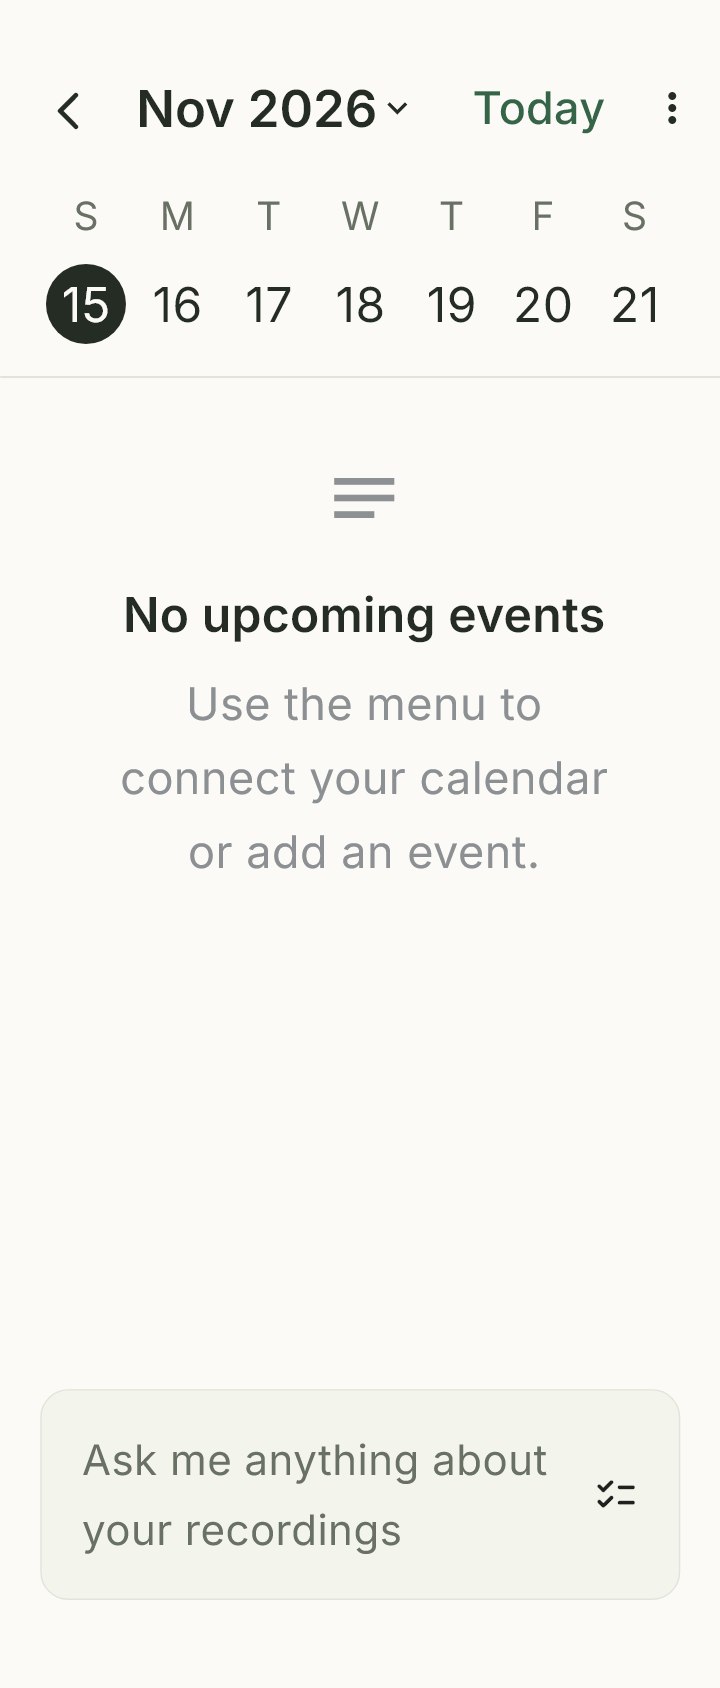 Nov 2026 Today
S M T W T F S
15 16 17 18 19 20 21
No upcoming events
Use the menu to
connect your calendar
or add an event.
Ask me anything about
your recordings